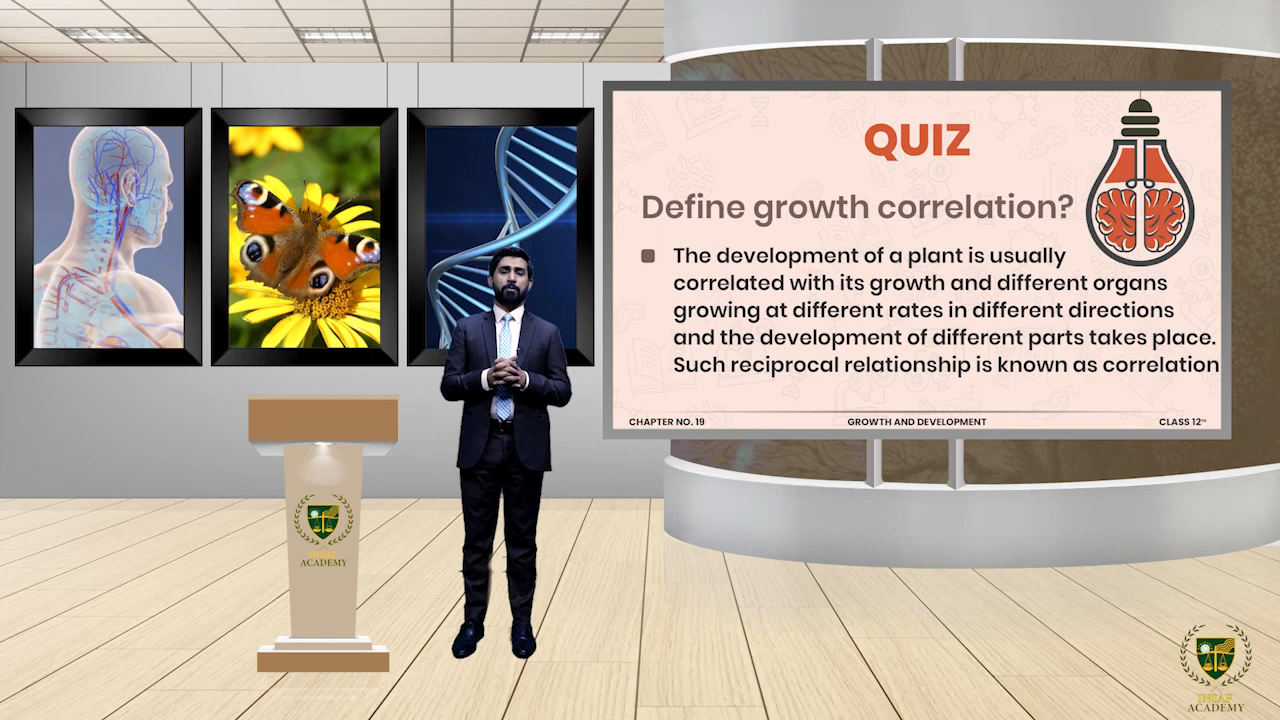 QUIZ
Define growth correlation?
The development of a plant is usually
correlated with its growth and different organs
growing at different rates in different directions
and the development of different parts takes place.
Such reciprocal relationship is known as correlation
CHAPTER NO. 19
GROWTH AND DEVELOPMENT
CLASS 12TH
INSAF
ACADEMY
INSAF
ACADEMY